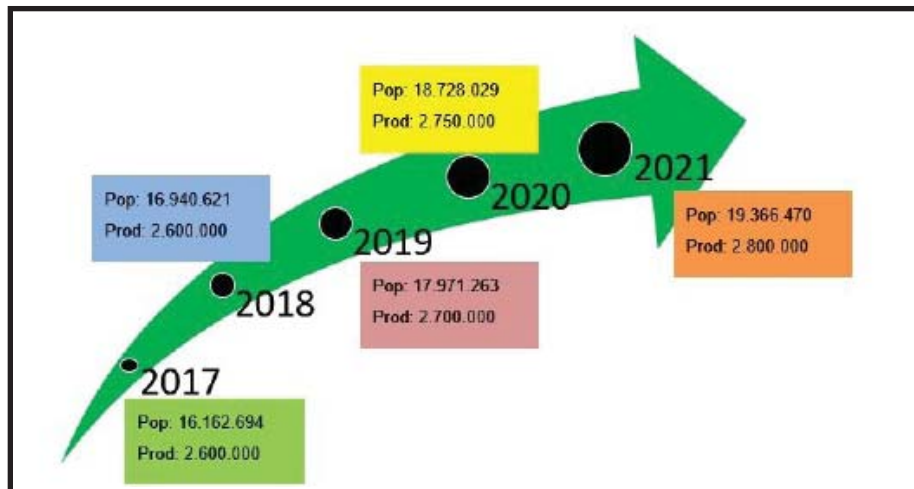 2017
Pop: 16.162.694
Prod: 2.600.000
Pop: 16.940.621
Prod: 2.600.000
2018
2019
Pop: 17.971.263
Prod: 2.700.000
Pop: 18.728.029
Prod: 2.750.000
2020
2021
Pop: 19.366.470
Prod: 2.800.000